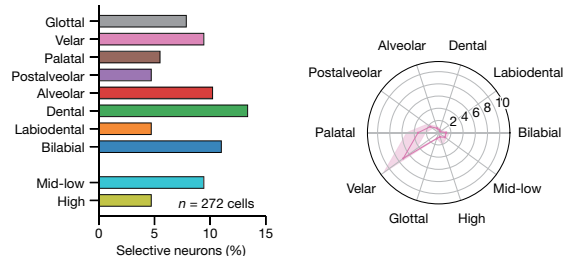 Glottal
Velar
Palatal
Postalveolar
Alveolar
Dental
Labiodental
Bilabial
Mid-low
High
n = 272 cells
0 5 10 15
Selective neurons (%)
Alveolar Dental
Postalveolar Labiodental
2 4 6 8 10
Palatal Bilabial
Velar Mid-low
Glottal High